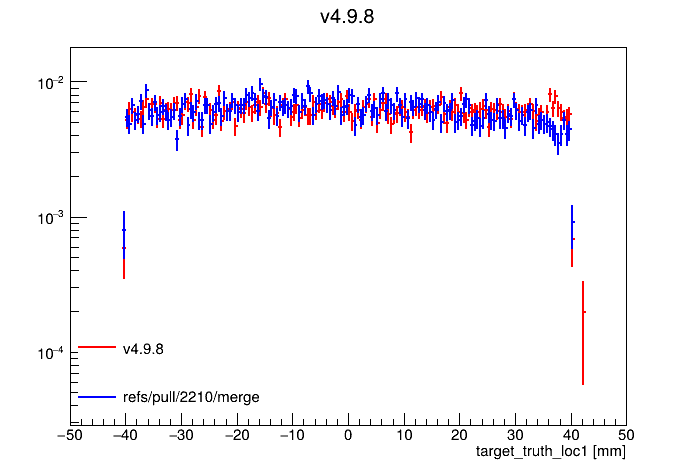 v4.9.8
10⁻²
10⁻³
10⁻⁴
v4.9.8
refs/pull/2210/merge
−50 −40 −30 −20 −10 0 10 20 30 40 50
target_truth_loc1 [mm]